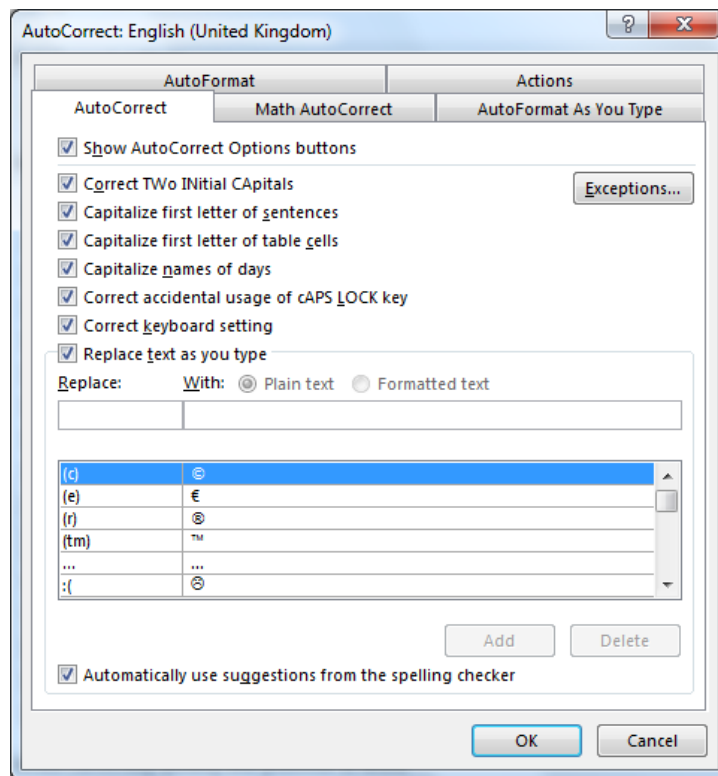 AutoCorrect: English (United Kingdom)
AutoFormat Actions
AutoCorrect Math AutoCorrect AutoFormat As You Type
Show AutoCorrect Options buttons
Correct TWo INitial CApitals Exceptions...
Capitalize first letter of sentences
Capitalize first letter of table cells
Capitalize names of days
Correct accidental usage of cAPS LOCK key
Correct keyboard setting
Replace text as you type
Replace: With: Plain text Formatted text
(c) ©
(e) €
(r) ®
(tm) ™
... ...
:( ☹
Add Delete
Automatically use suggestions from the spelling checker
OK Cancel